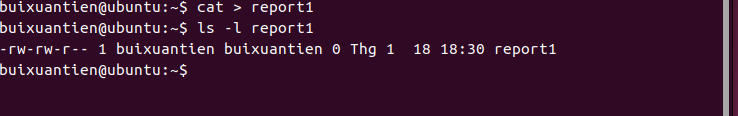 buixuantien@ubuntu:~$ cat > report1
buixuantien@ubuntu:~$ ls -l report1
-rw-rw-r-- 1 buixuantien buixuantien 0 Thg 1  18 18:30 report1
buixuantien@ubuntu:~$